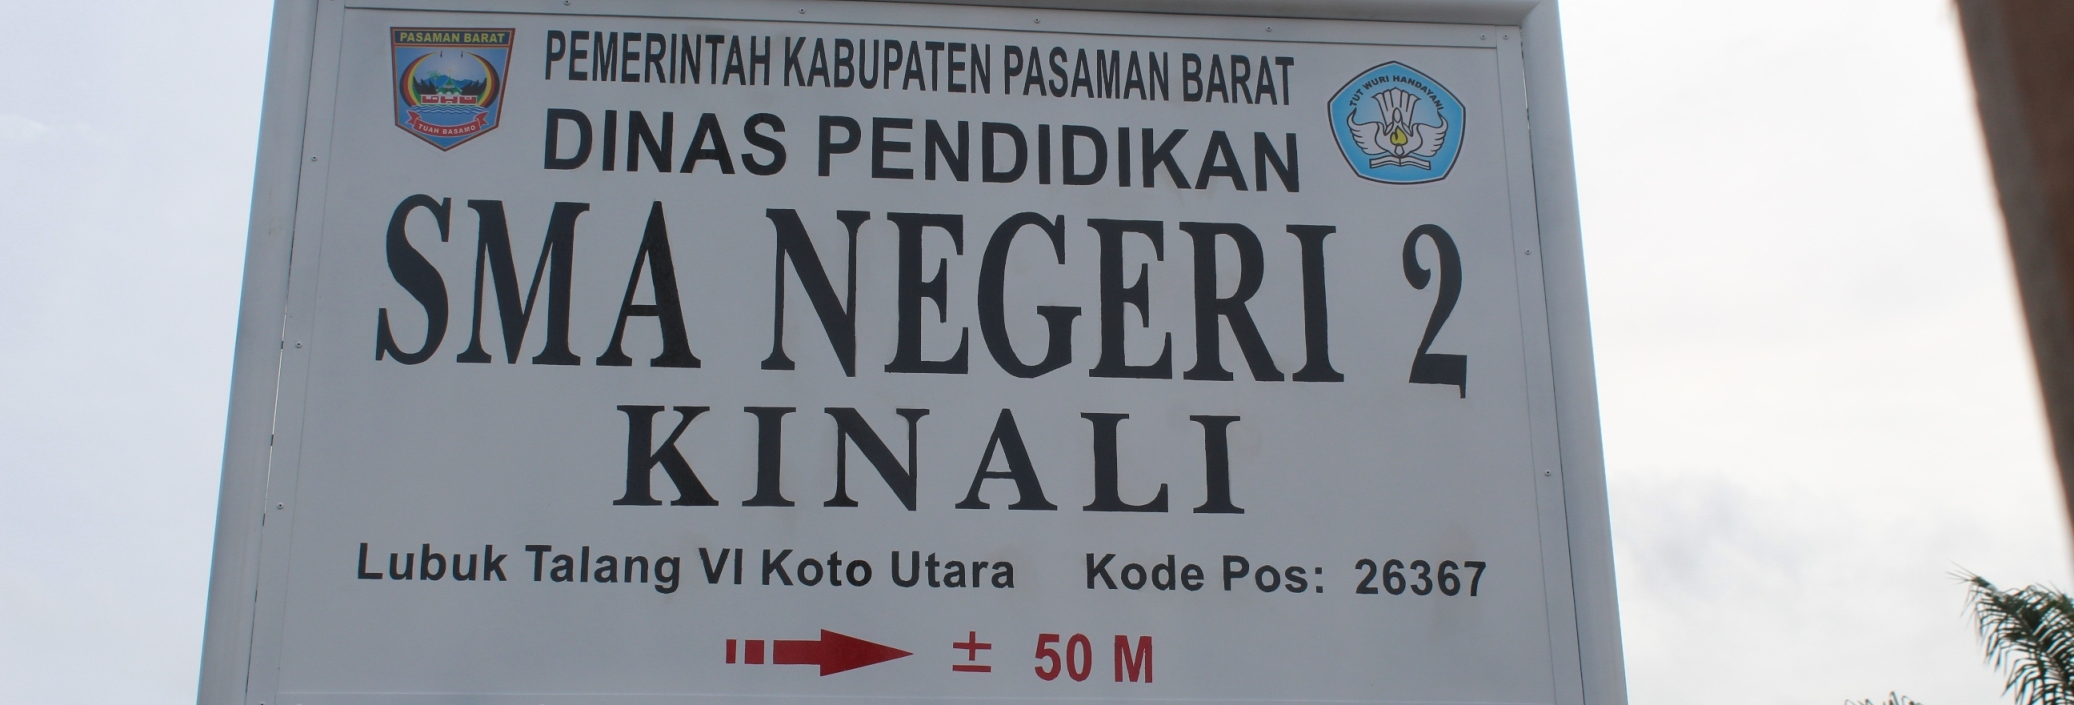 PASAMAN BARAT
TUAH BASAMO
PEMERINTAH KABUPATEN PASAMAN BARAT
DINAS PENDIDIKAN
TUT WURI HANDAYANI
SMA NEGERI 2
KINALI
Lubuk Talang VI Koto Utara Kode Pos: 26367
± 50 M